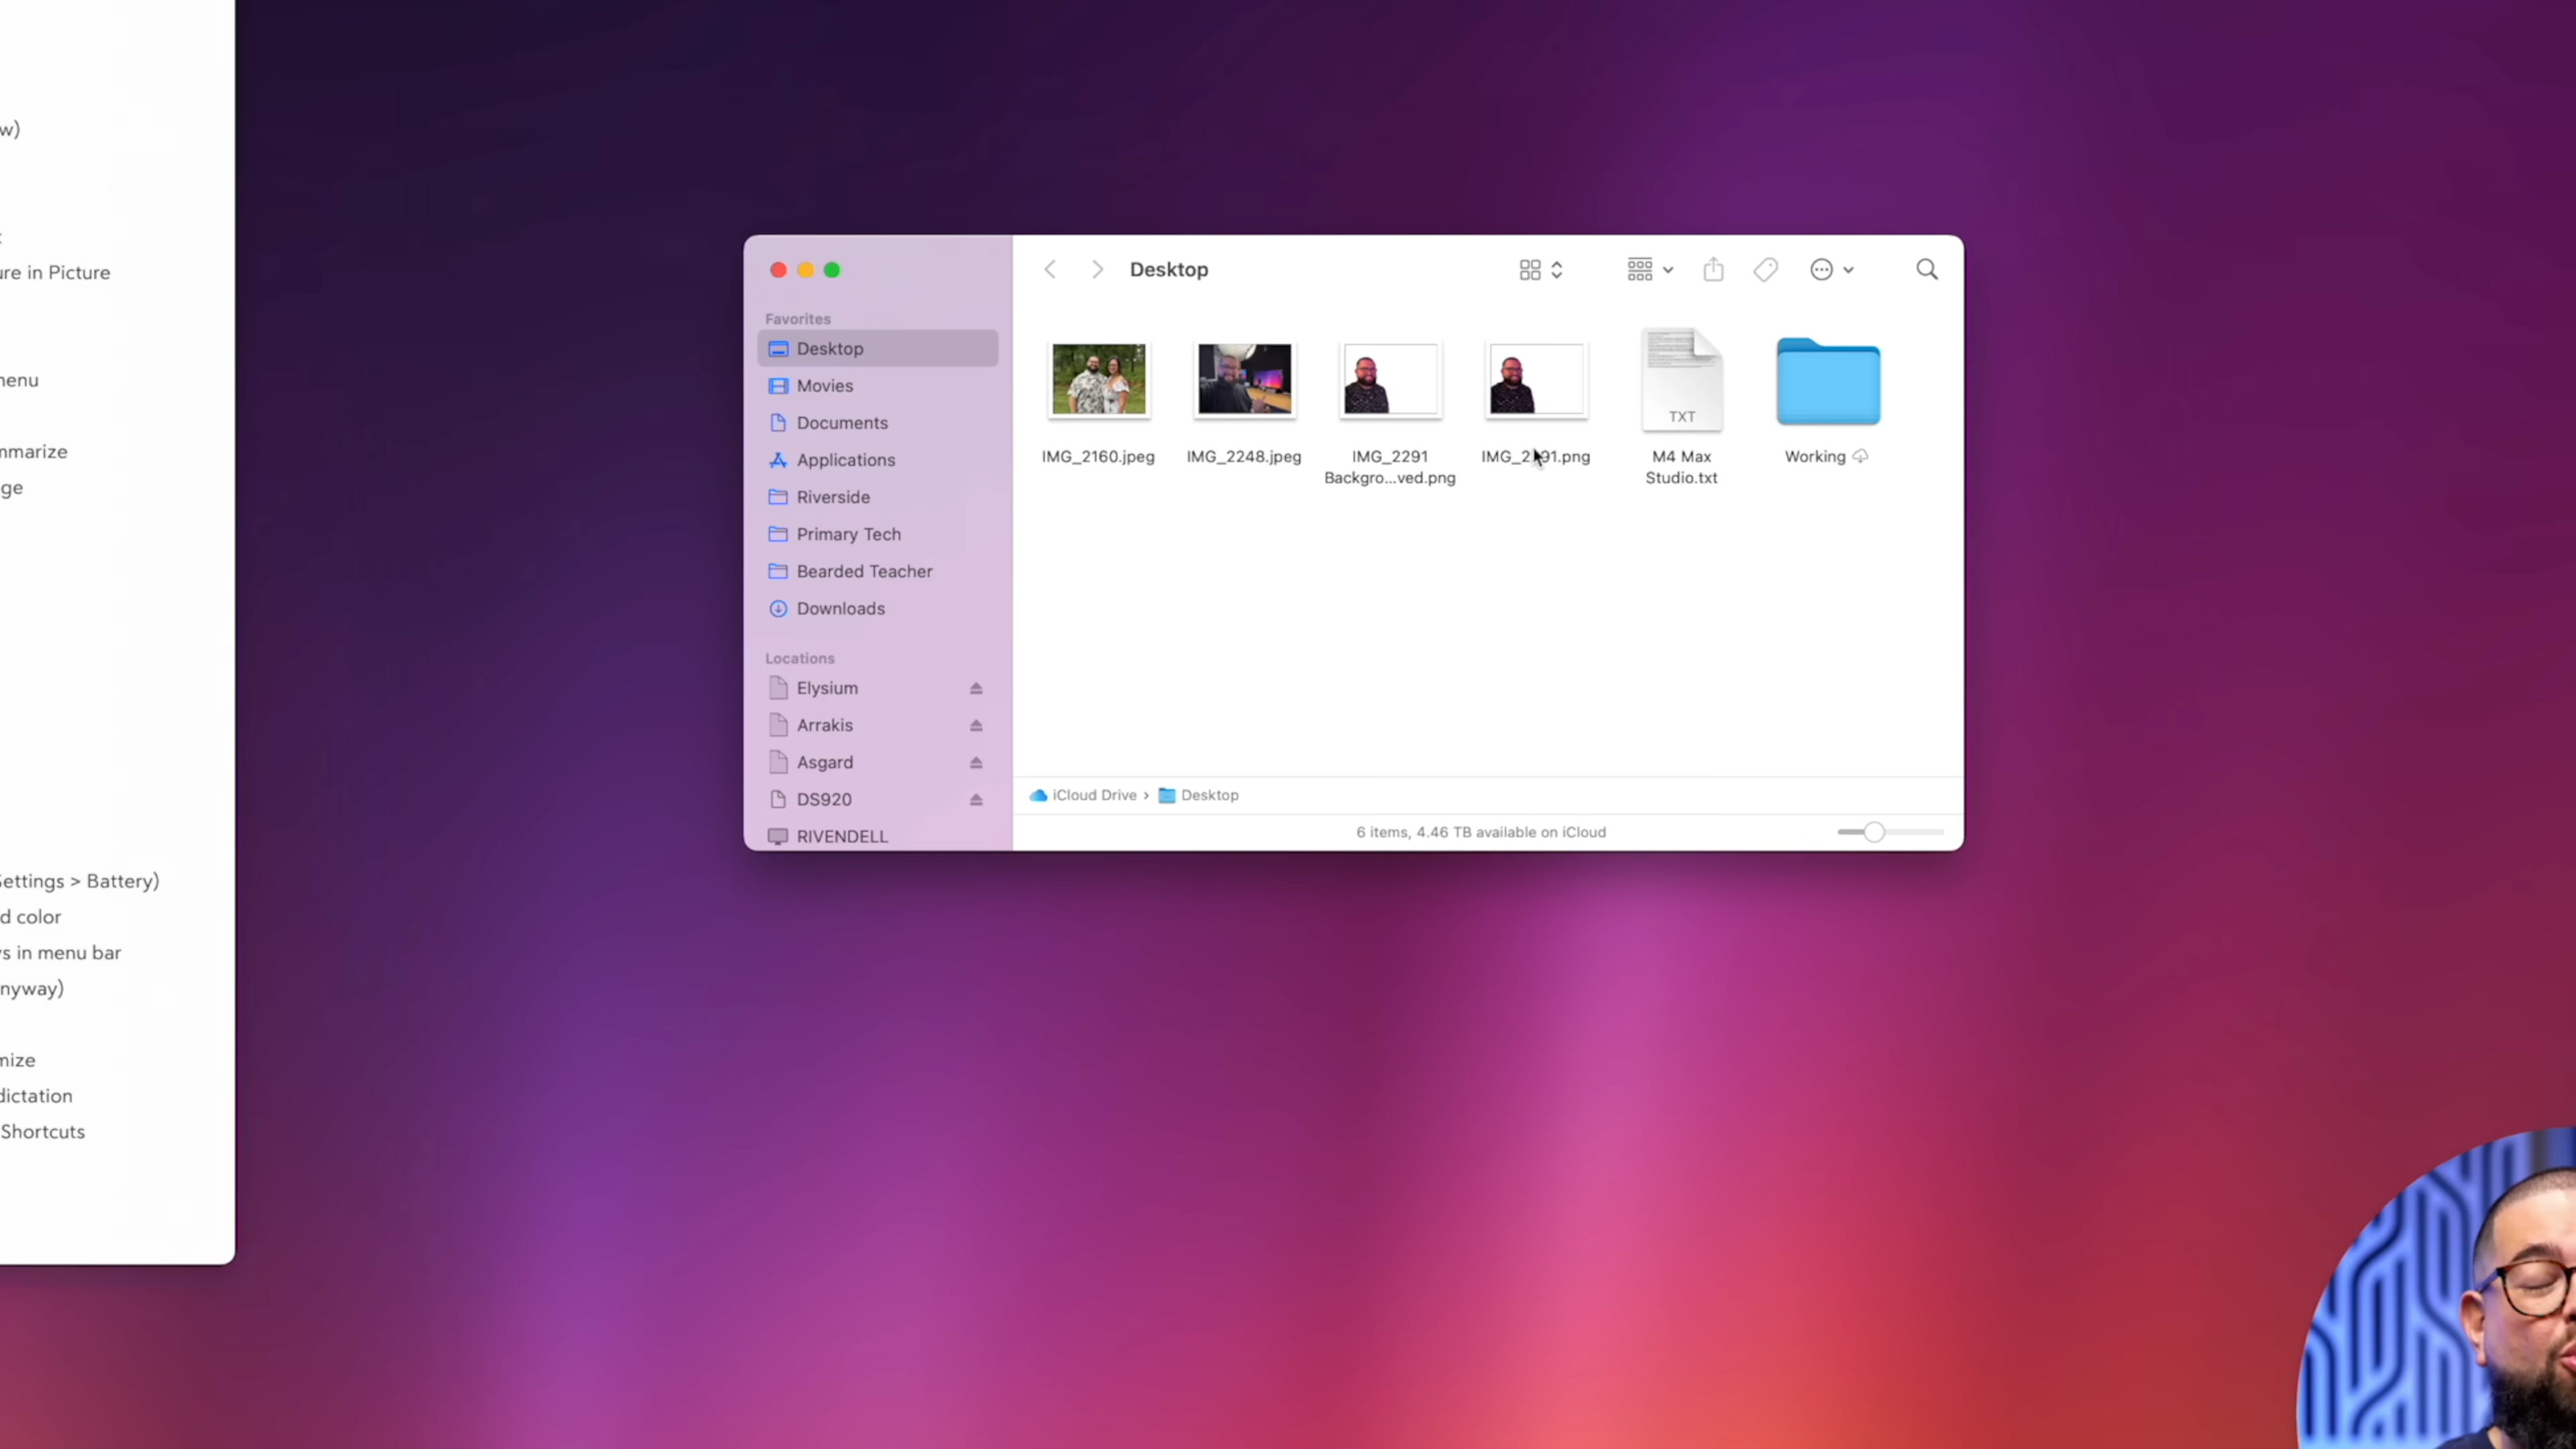 w)
ure in Picture
enu
mmarize
ge
Settings > Battery)
d color
s in menu bar
nyway)
mize
dictation
Shortcuts
Desktop
Favorites
Desktop
Movies
Documents
Applications
Riverside
Primary Tech
Bearded Teacher
Downloads
Locations
Elysium
Arrakis
Asgard
DS920
RIVENDELL
IMG_2160.jpeg
IMG_2248.jpeg
IMG_2291
Backgro...ved.png
IMG_2291.png
TXT
M4 Max
Studio.txt
Working
iCloud Drive › Desktop
6 items, 4.46 TB available on iCloud